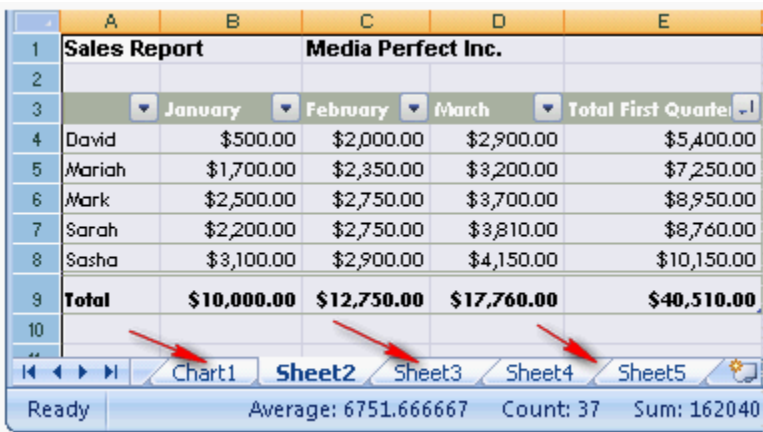 A B C D E
1 Sales Report Media Perfect Inc.
2
3 January February March Total First Quarter
4 David $500.00 $2,000.00 $2,900.00 $5,400.00
5 Mariah $1,700.00 $2,350.00 $3,200.00 $7,250.00
6 Mark $2,500.00 $2,750.00 $3,700.00 $8,950.00
7 Sarah $2,200.00 $2,750.00 $3,810.00 $8,760.00
8 Sasha $3,100.00 $2,900.00 $4,150.00 $10,150.00
9 Total $10,000.00 $12,750.00 $17,760.00 $40,510.00
10
Chart1 Sheet2 Sheet3 Sheet4 Sheet5
Ready Average: 6751.666667 Count: 37 Sum: 162040